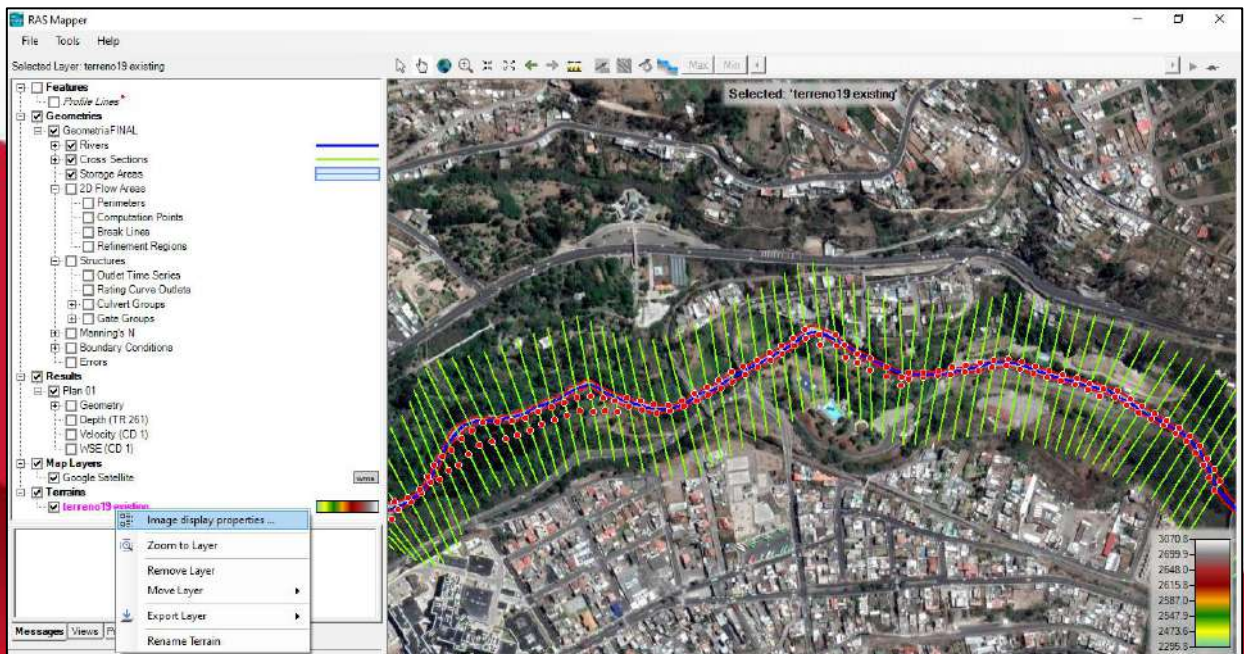 RAS Mapper
File Tools Help
Selected Layer: terreno19 existing
Max Min
Selected: 'terreno19 existing'
Features
Profile Lines
Geometries
GeometriaFINAL
Rivers
Cross Sections
Storage Areas
2D Flow Areas
Perimeters
Computation Points
Break Lines
Refinement Regions
Structures
Outlet Time Series
Rating Curve Outlets
Culvert Groups
Gate Groups
Manning's N
Boundary Conditions
Errors
Results
Plan 01
Geometry
Depth (TR 261)
Velocity (CD 1)
WSE (CD 1)
Map Layers
Google Satellite
wms
Terrains
terreno19 existing
Image display properties ...
Zoom to Layer
Remove Layer
Move Layer
Export Layer
Rename Terrain
Messages Views
3070.8
2699.9
2648.0
2615.8
2587.0
2547.9
2473.6
2295.8